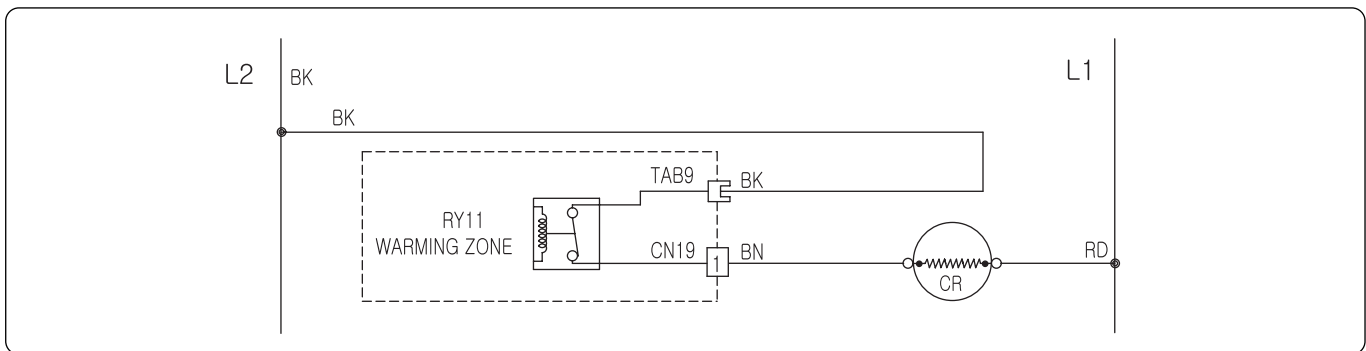 L2 BK L1
BK
TAB9 BK
RY11
WARMING ZONE
CN19 1 BN RD
CR